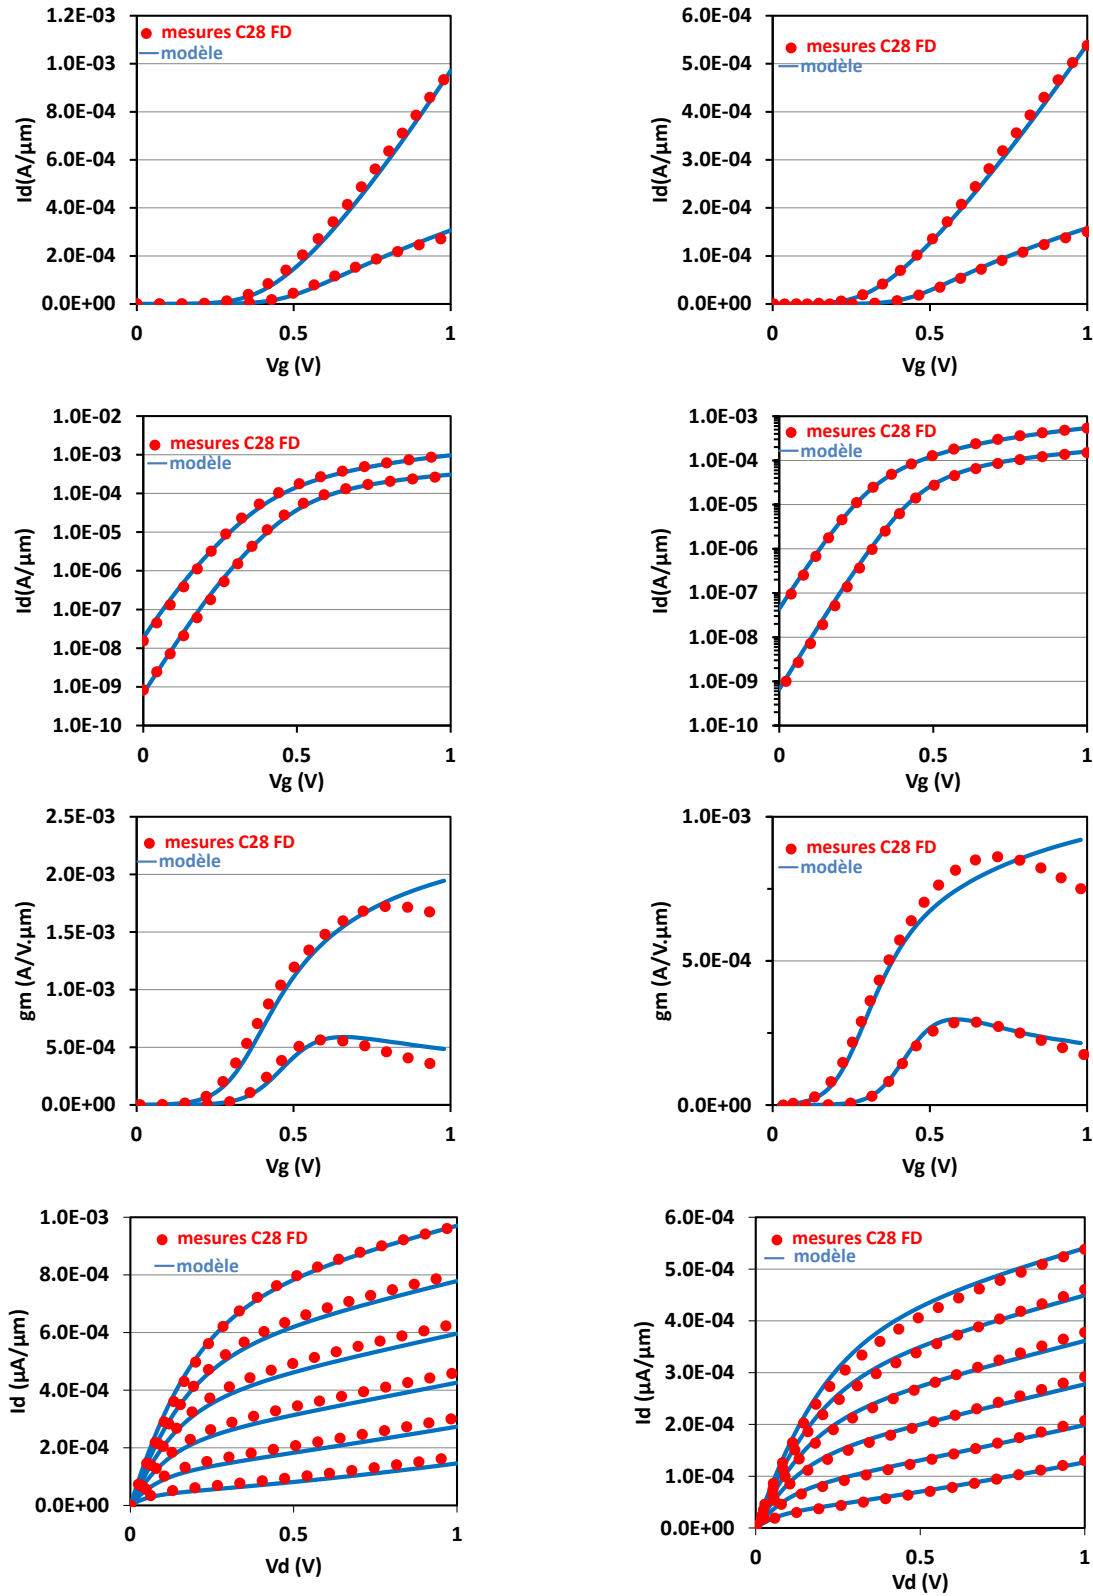 1.2E-03
1.0E-03
8.0E-04
6.0E-04
4.0E-04
2.0E-04
0.0E+00
Id(A/µm)
mesures C28 FD
modèle
0 0.5 1
Vg (V)
6.0E-04
5.0E-04
4.0E-04
3.0E-04
2.0E-04
1.0E-04
0.0E+00
Id(A/µm)
mesures C28 FD
modèle
0 0.5 1
Vg (V)
1.0E-02
1.0E-03
1.0E-04
1.0E-05
1.0E-06
1.0E-07
1.0E-08
1.0E-09
1.0E-10
Id(A/µm)
mesures C28 FD
modèle
0 0.5 1
Vg (V)
1.0E-03
1.0E-04
1.0E-05
1.0E-06
1.0E-07
1.0E-08
1.0E-09
1.0E-10
Id(A/µm)
mesures C28 FD
modèle
0 0.5 1
Vg (V)
2.5E-03
2.0E-03
1.5E-03
1.0E-03
5.0E-04
0.0E+00
gm (A/V.µm)
mesures C28 FD
modèle
0 0.5 1
Vg (V)
1.0E-03
5.0E-04
0.0E+00
gm (A/V.µm)
mesures C28 FD
modèle
0 0.5 1
Vg (V)
1.0E-03
8.0E-04
6.0E-04
4.0E-04
2.0E-04
0.0E+00
Id (µA/µm)
mesures C28 FD
modèle
0 0.5 1
Vd (V)
6.0E-04
5.0E-04
4.0E-04
3.0E-04
2.0E-04
1.0E-04
0.0E+00
Id (µA/µm)
mesures C28 FD
modèle
0 0.5 1
Vd (V)